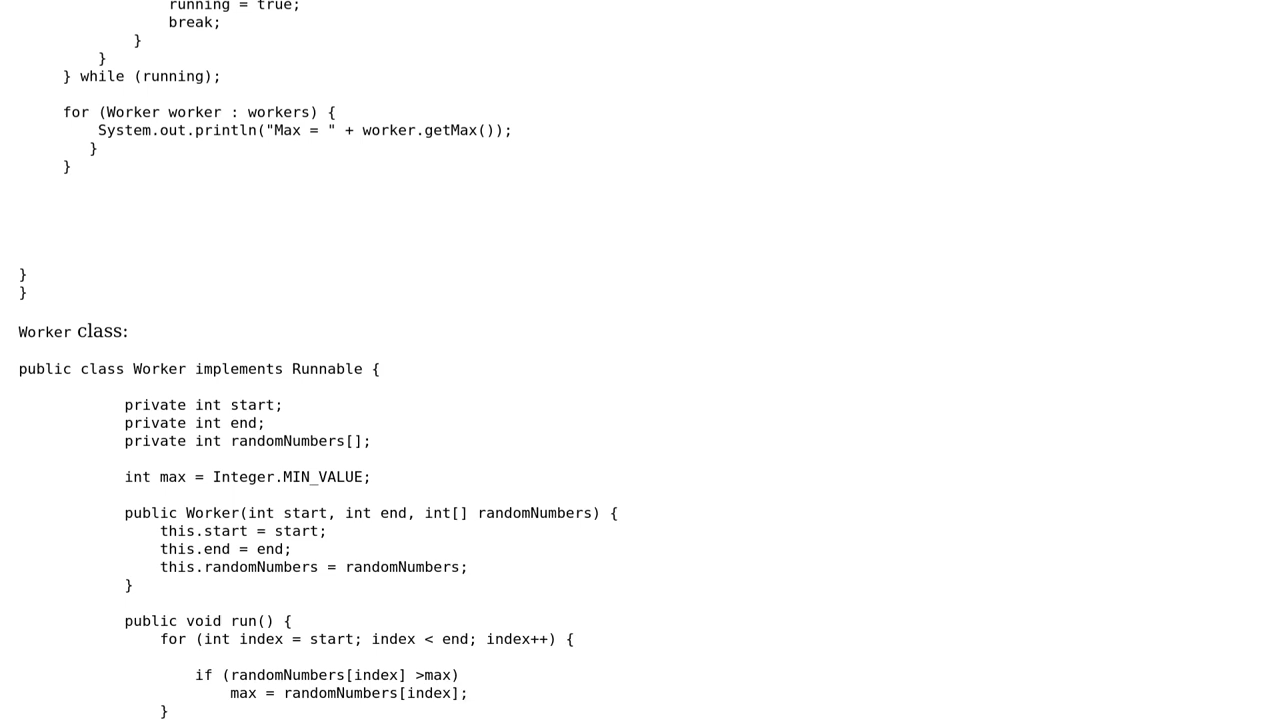 running = true;
break;
}
}
} while (running);
for (Worker worker : workers) {
System.out.println("Max = " + worker.getMax());
}
}
}
}
Worker class:
public class Worker implements Runnable {
private int start;
private int end;
private int randomNumbers[];
int max = Integer.MIN_VALUE;
public Worker(int start, int end, int[] randomNumbers) {
this.start = start;
this.end = end;
this.randomNumbers = randomNumbers;
}
public void run() {
for (int index = start; index < end; index++) {
if (randomNumbers[index] >max)
max = randomNumbers[index];
}